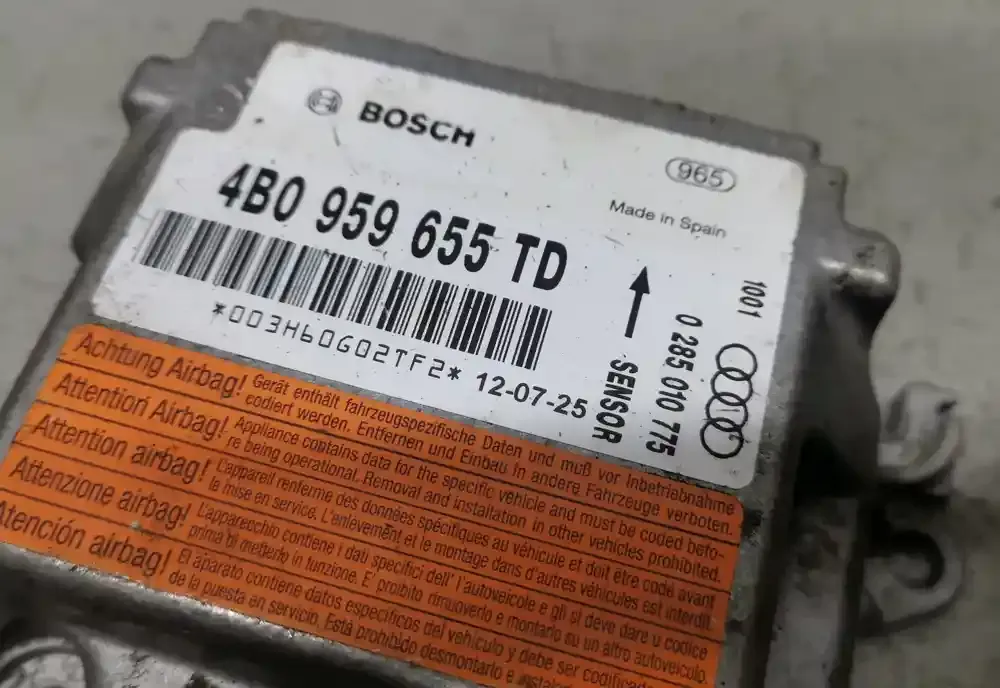 BOSCH
965
Made in Spain
4B0 959 655 TD
*003H60G02TF2*
12-07-25
SENSOR
0 285 010 775
1001
Achtung Airbag! Gerät enthält fahrzeugspezifische Daten und muß vor Inbetriebnahme
codiert werden. Entfernen und Einbau in andere Fahrzeuge verboten.
Attention Airbag! Appliance contains data for the specific vehicle and must be coded befo-
re being operational. Removal and installation in other vehicles prohibited.
Attention airbag! L'appareil renferme des données spécifiques au véhicule et doit être codé avant
la mise en service. L'enlèvement et le montage dans d'autres véhicules est interdit.
Attenzione airbag! L'apparecchio contiene i dati specifici dell' l'autoveicole e gli si deve dare u codice
prima di metterlo in funzione. E' proibito rimuoverlo e montarlo su un altro autoveicolo.
Atención airbag! El aparato contiene datos específicos del vehículo y debe ser codificado
de la puesta en servicio. Está prohibido desmontarlo e